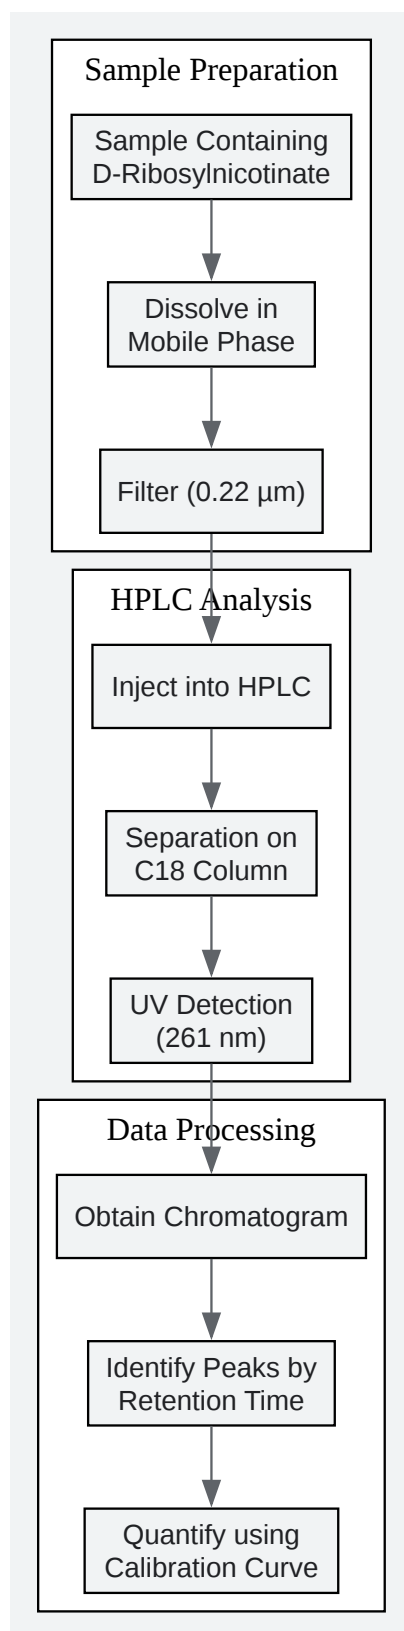 Sample Preparation
Sample Containing
D-Ribosylnicotinate
Dissolve in
Mobile Phase
Filter (0.22 µm)
HPLC Analysis
Inject into HPLC
Separation on
C18 Column
UV Detection
(261 nm)
Data Processing
Obtain Chromatogram
Identify Peaks by
Retention Time
Quantify using
Calibration Curve